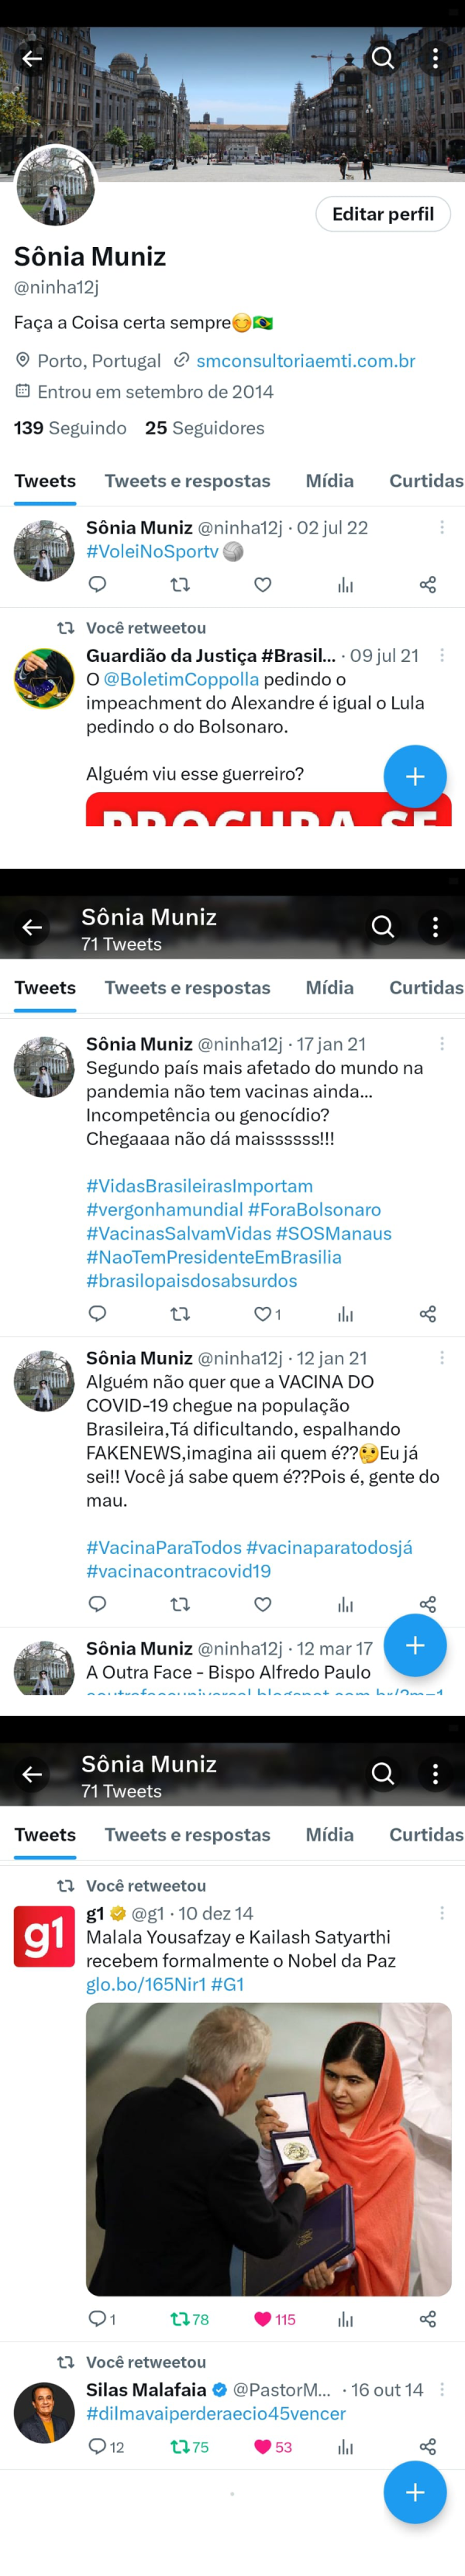 Editar perfil
Sônia Muniz
@ninha12j
Faça a Coisa certa sempre😊🇧🇷
Porto, Portugal smconsultoriaemti.com.br
Entrou em setembro de 2014
139 Seguindo 25 Seguidores
Tweets Tweets e respostas Mídia Curtidas
Sônia Muniz @ninha12j · 02 jul 22
#VoleiNoSportv 🏐
Você retweetou
Guardião da Justiça #Brasil... · 09 jul 21
O @BoletimCoppolla pedindo o
impeachment do Alexandre é igual o Lula
pedindo o do Bolsonaro.
Alguém viu esse guerreiro?
PROCURA-SE
Sônia Muniz
71 Tweets
Tweets Tweets e respostas Mídia Curtidas
Sônia Muniz @ninha12j · 17 jan 21
Segundo país mais afetado do mundo na
pandemia não tem vacinas ainda...
Incompetência ou genocídio?
Chegaaaa não dá maissssss!!!
#VidasBrasileirasImportam
#vergonhamundial #ForaBolsonaro
#VacinasSalvamVidas #SOSManaus
#NaoTemPresidenteEmBrasilia
#brasilopaisdosabsurdos
1
Sônia Muniz @ninha12j · 12 jan 21
Alguém não quer que a VACINA DO
COVID-19 chegue na população
Brasileira,Tá dificultando, espalhando
FAKENEWS,imagina aii quem é??🤔Eu já
sei!! Você já sabe quem é??Pois é, gente do
mau.
#VacinaParaTodos #vacinaparatodosjá
#vacinacontracovid19
Sônia Muniz @ninha12j · 12 mar 17
A Outra Face - Bispo Alfredo Paulo
aoutrafaceuniversal.blogspot.com.br/?m=1
Sônia Muniz
71 Tweets
Tweets Tweets e respostas Mídia Curtidas
Você retweetou
g1
g1 @g1 · 10 dez 14
Malala Yousafzay e Kailash Satyarthi
recebem formalmente o Nobel da Paz
glo.bo/165Nir1 #G1
1 78 115
Você retweetou
Silas Malafaia @PastorM... · 16 out 14
#dilmavaiperderaecio45vencer
12 75 53